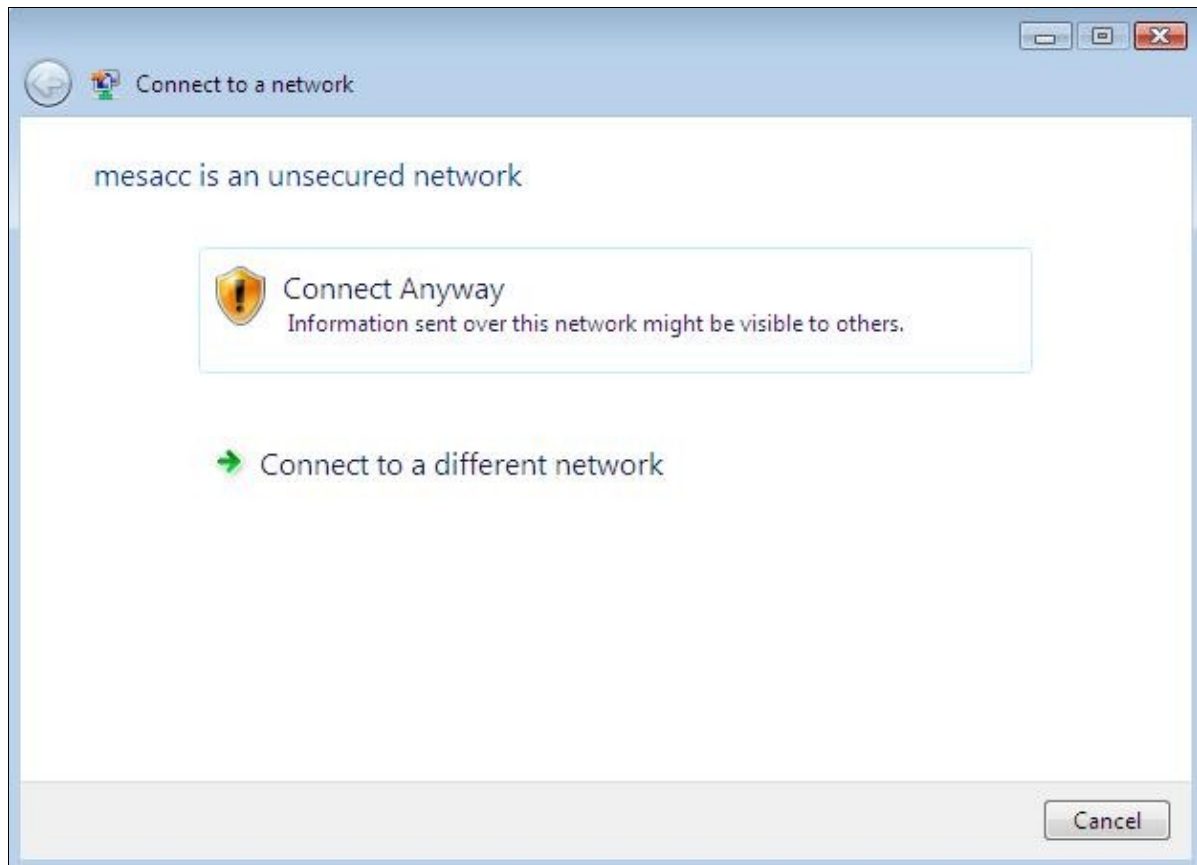 Connect to a network
mesacc is an unsecured network
Connect Anyway
Information sent over this network might be visible to others.
Connect to a different network
Cancel